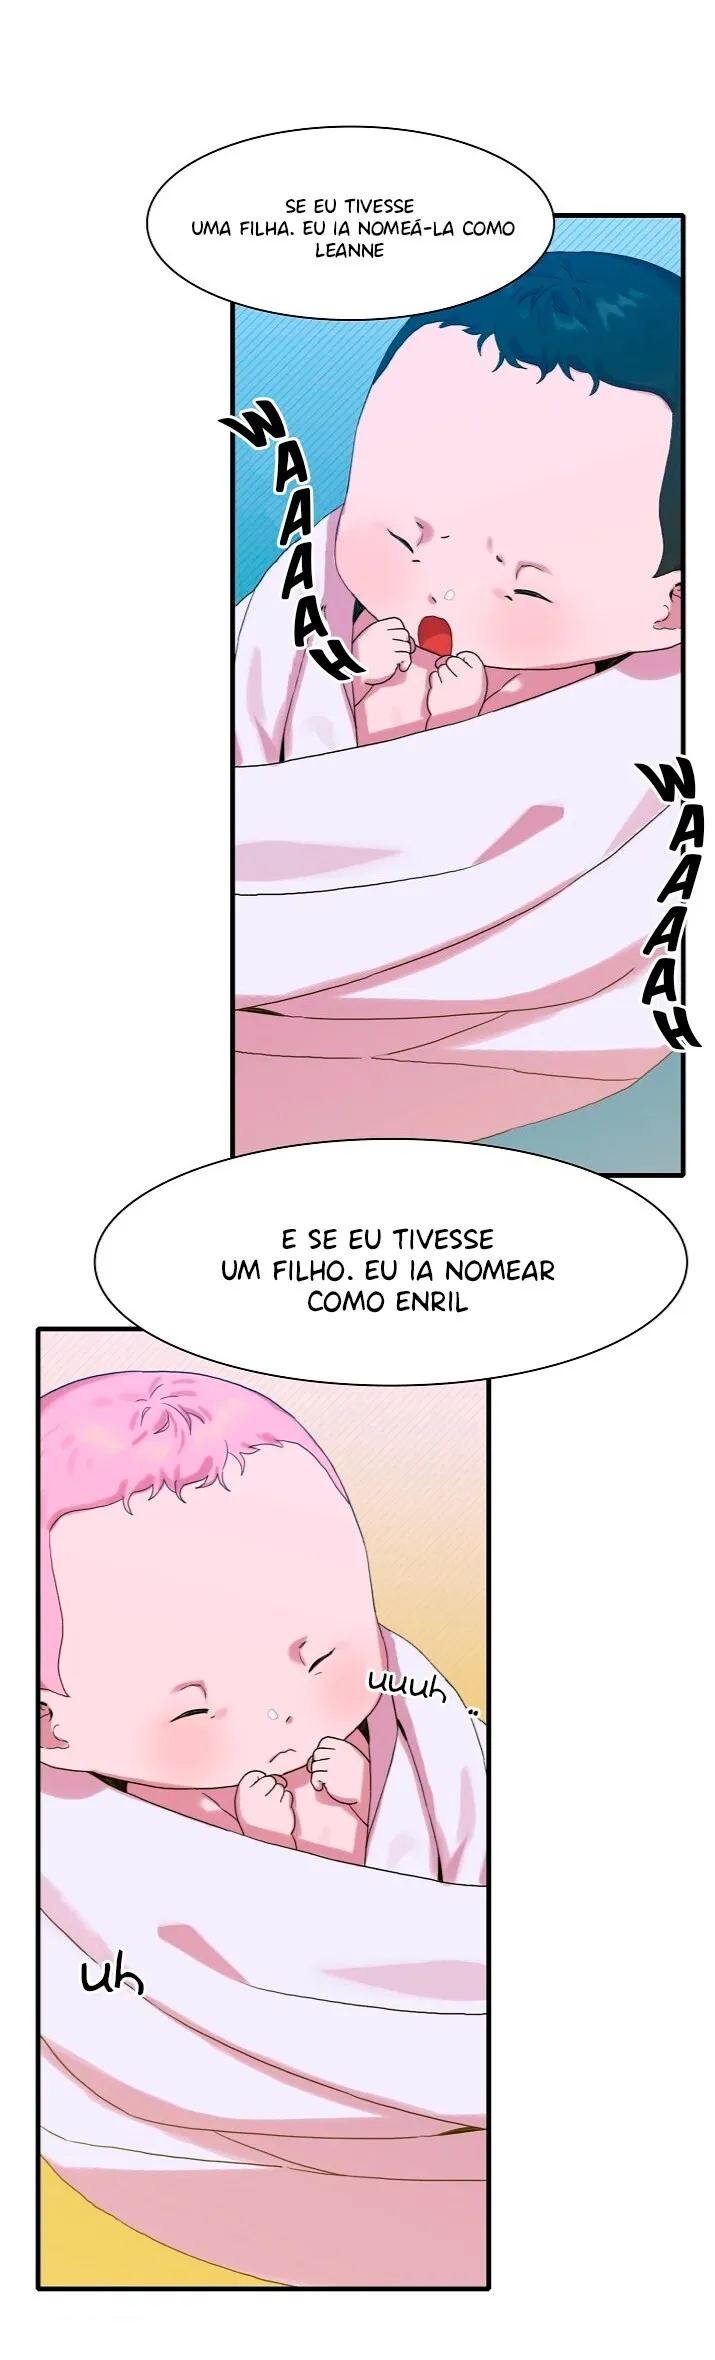 SE EU TIVESSE
UMA FILHA. EU IA NOMEÁ-LA COMO
LEANNE
WAAAAH
WAAAAH
E SE EU TIVESSE
UM FILHO. EU IA NOMEAR
COMO ENRIL
uuuh ..
uh